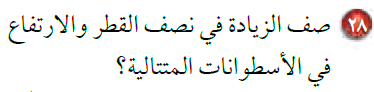 ٢٨ صف الزيادة في نصف القطر والارتفاع
في الأسطوانات المتتالية؟